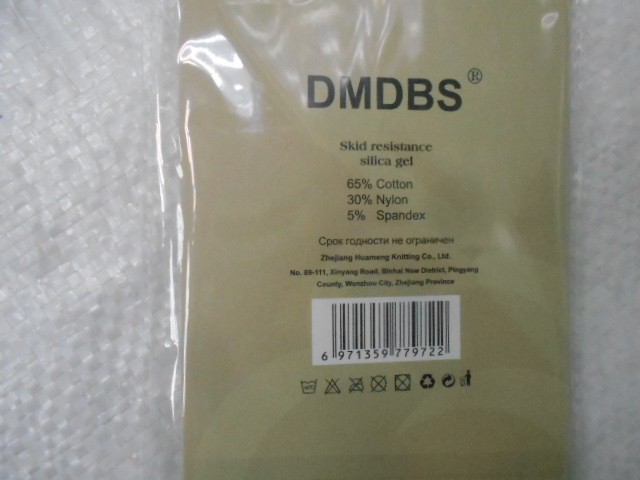 DMDBS®
Skid resistance
silica gel
65% Cotton
30% Nylon
5% Spandex
Срок годности не ограничен
Zhejiang Huameng Knitting Co., Ltd.
No. 89-111, Xinyang Road, Binhai New District, Pingyang
County, Wenzhou City, Zhejiang Province
6 971359 779722